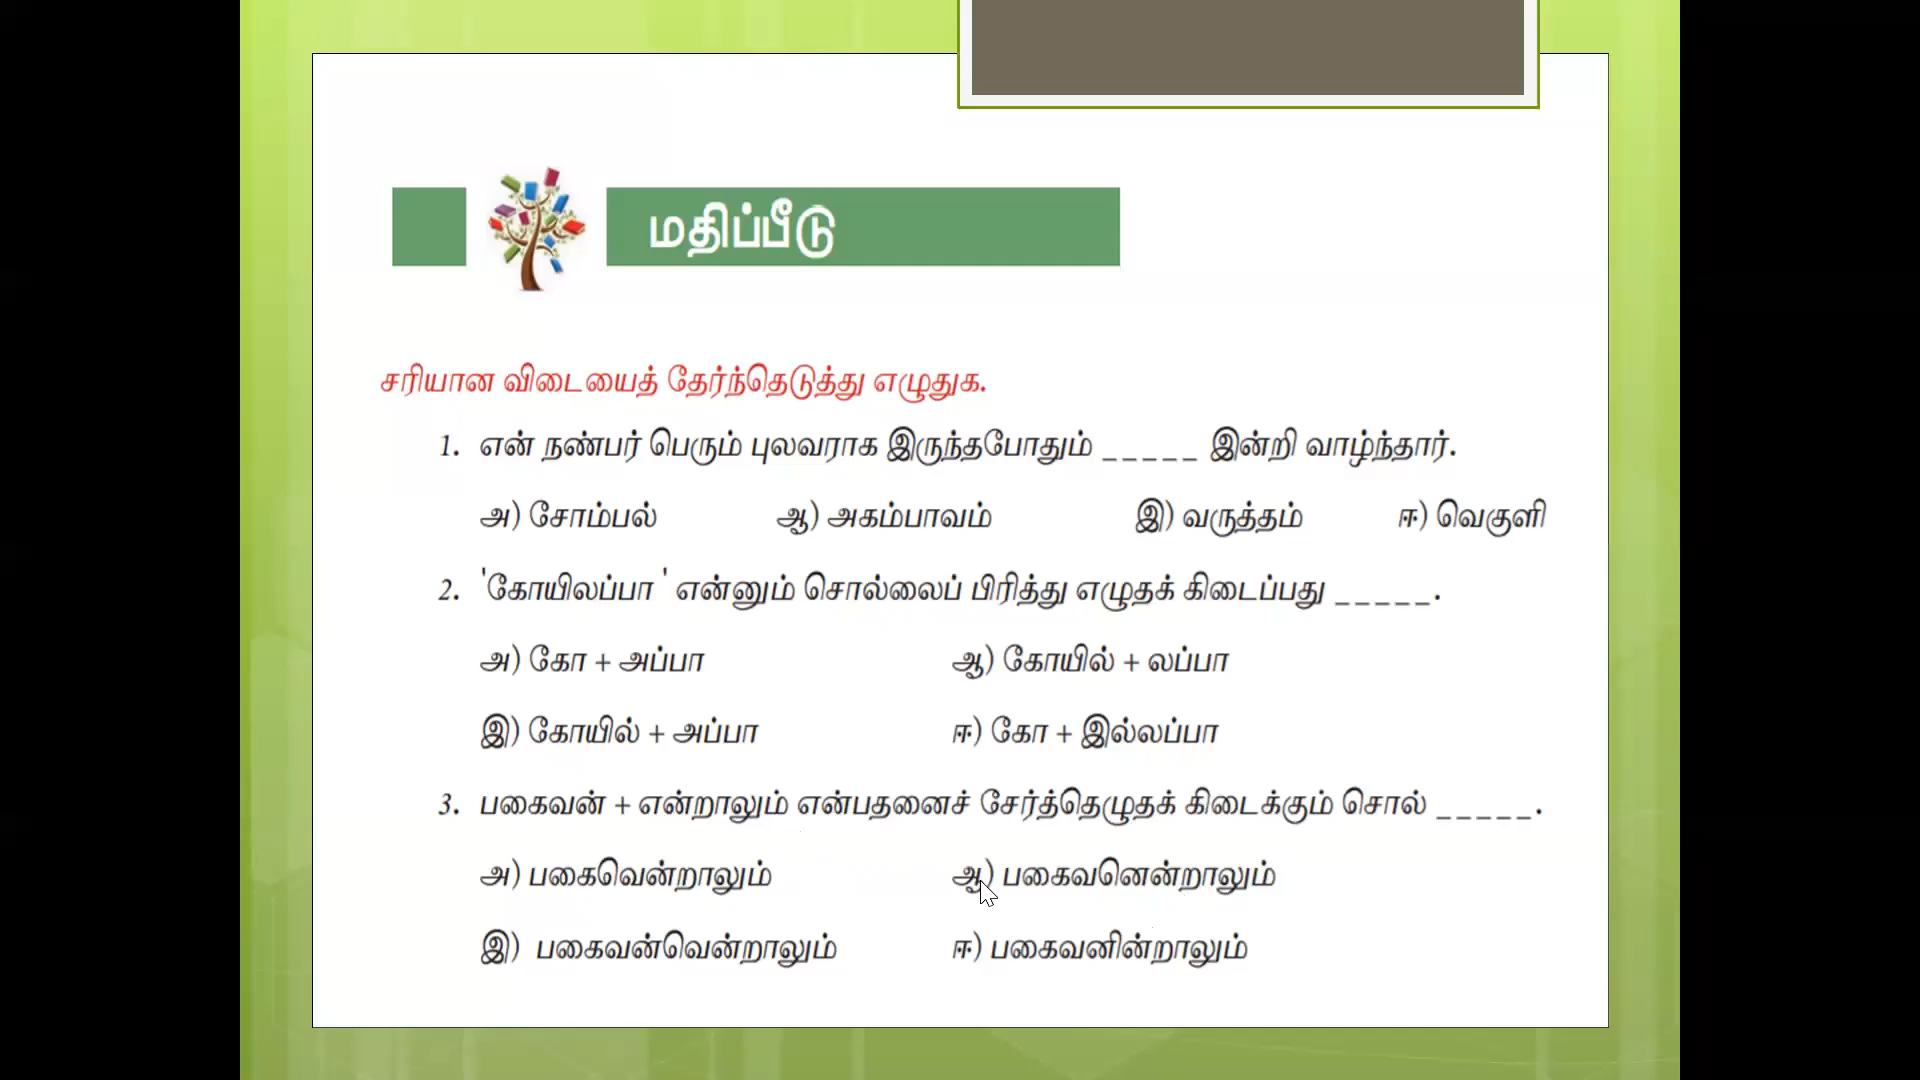 மதிப்பீடு
சரியான விடையைத் தேர்ந்தெடுத்து எழுதுக.
1. என் நண்பர் பெரும் புலவராக இருந்தபோதும் _____ இன்றி வாழ்ந்தார்.
அ) சோம்பல் ஆ) அகம்பாவம் இ) வருத்தம் ஈ) வெகுளி
2. 'கோயிலப்பா ' என்னும் சொல்லைப் பிரித்து எழுதக் கிடைப்பது _____.
அ) கோ + அப்பா ஆ) கோயில் + லப்பா
இ) கோயில் + அப்பா ஈ) கோ + இல்லப்பா
3. பகைவன் + என்றாலும் என்பதனைச் சேர்த்தெழுதக் கிடைக்கும் சொல் _____.
அ) பகைவென்றாலும் ஆ) பகைவனென்றாலும்
இ) பகைவன்வென்றாலும் ஈ) பகைவனின்றாலும்